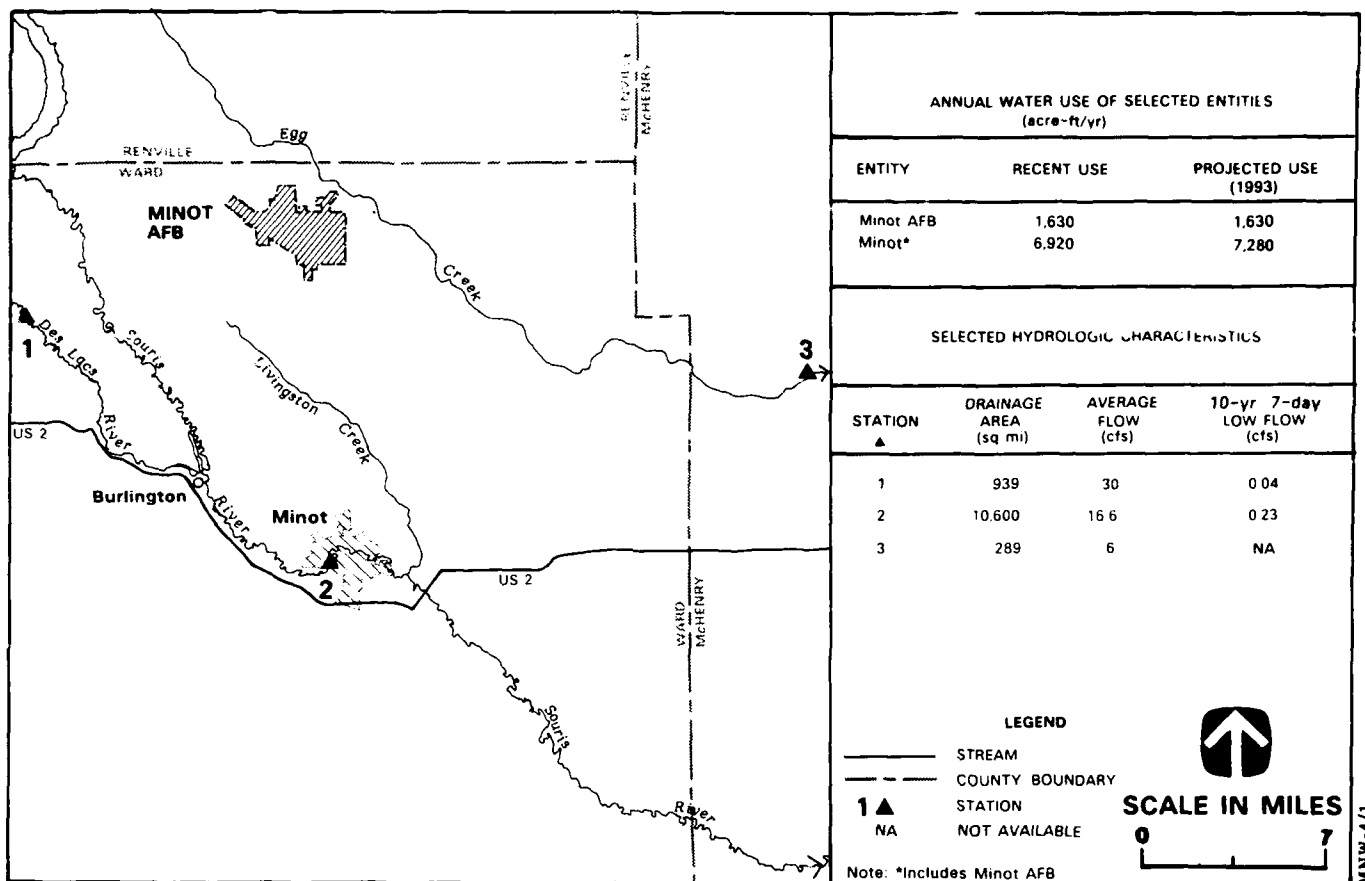 RENVILLE
McHENRY
Egg
RENVILLE
WARD
MINOT
AFB
Creek
1
Des Lacs
River
Souris
Livingston
Creek
3
US 2
Burlington
River
Minot
2
US 2
WARD
McHENRY
Souris
River
ANNUAL WATER USE OF SELECTED ENTITIES
(acre-ft/yr)
ENTITY RECENT USE PROJECTED USE
(1993)
Minot AFB 1,630 1,630
Minot* 6,920 7,280
SELECTED HYDROLOGIC CHARACTERISTICS
STATION ▲ DRAINAGE AREA (sq mi) AVERAGE FLOW (cfs) 10-yr 7-day LOW FLOW (cfs)
1 939 30 0 04
2 10,600 16 6 0 23
3 289 6 NA
LEGEND
STREAM
COUNTY BOUNDARY
1 ▲ STATION
NA NOT AVAILABLE
Note: *Includes Minot AFB
SCALE IN MILES
0 7